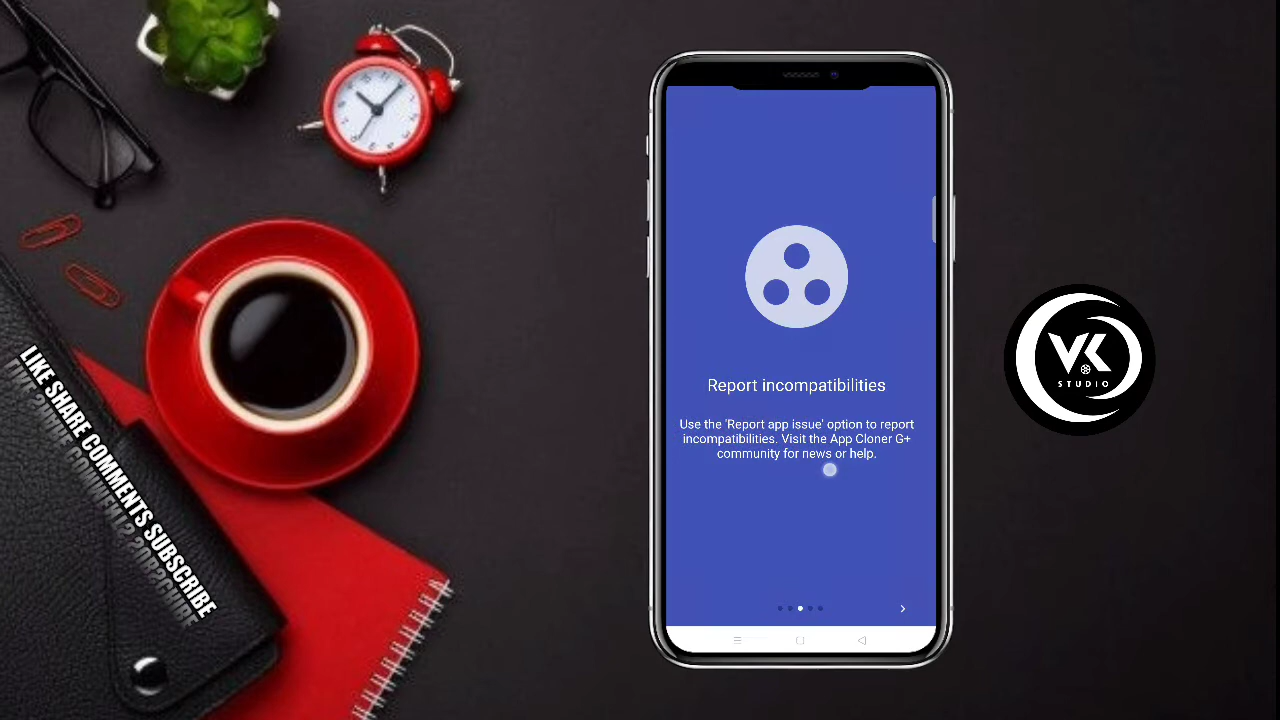 LIKE SHARE COMMENTS SUBSCRIBE
Report incompatibilities
Use the 'Report app issue' option to report
incompatibilities. Visit the App Cloner G+
community for news or help.
VK
STUDIO